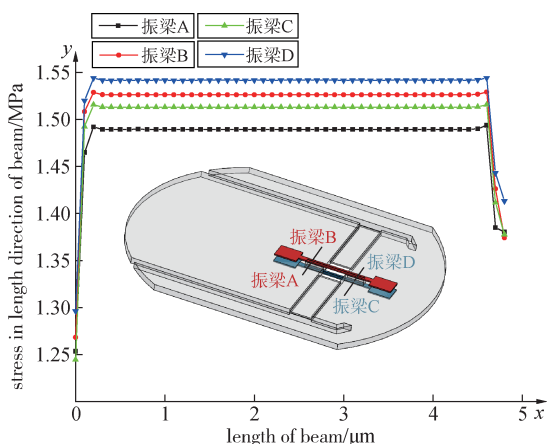 振梁A 振梁C
振梁B 振梁D
y
1.55
1.50
1.45
1.40
1.35
1.30
1.25
stress in length direction of beam/MPa
振梁B
振梁A
振梁D
振梁C
0 1 2 3 4 5 x
length of beam/μm